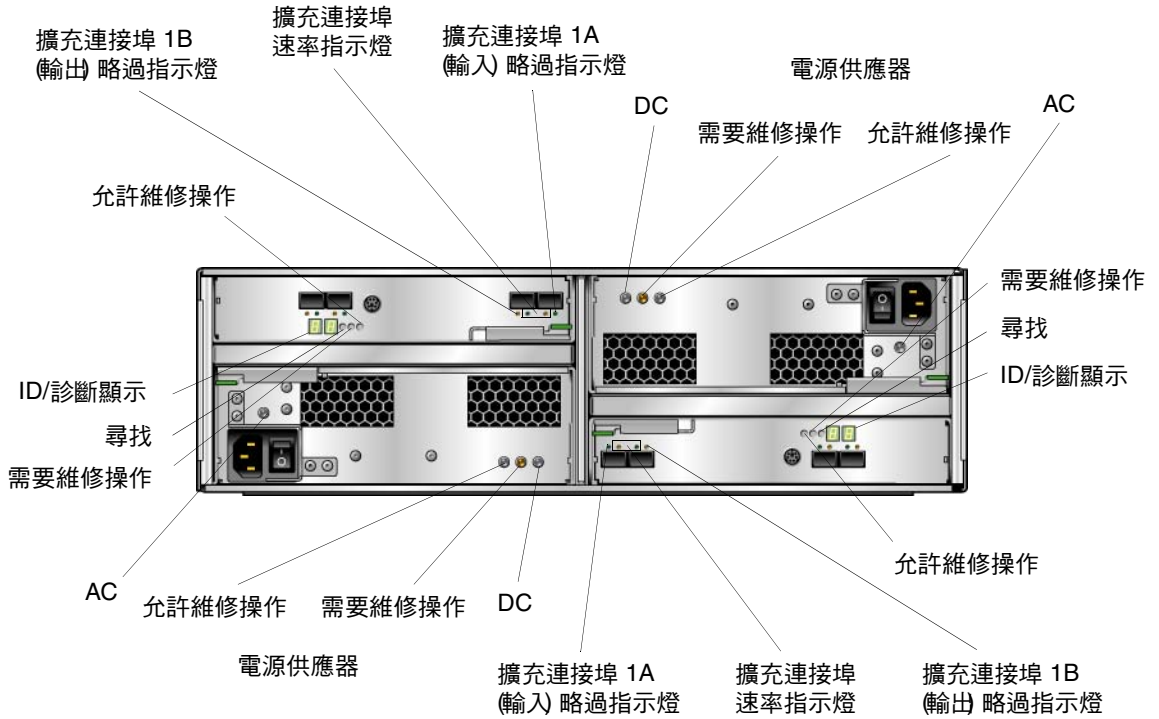 擴充連接埠 1B
(輸出) 略過指示燈
擴充連接埠
速率指示燈
擴充連接埠 1A
(輸入) 略過指示燈
電源供應器
DC
AC
需要維修操作
允許維修操作
允許維修操作
需要維修操作
尋找
ID/診斷顯示
ID/診斷顯示
尋找
需要維修操作
允許維修操作
AC
允許維修操作
需要維修操作
DC
電源供應器
擴充連接埠 1A
(輸入) 略過指示燈
擴充連接埠
速率指示燈
擴充連接埠 1B
(輸出) 略過指示燈